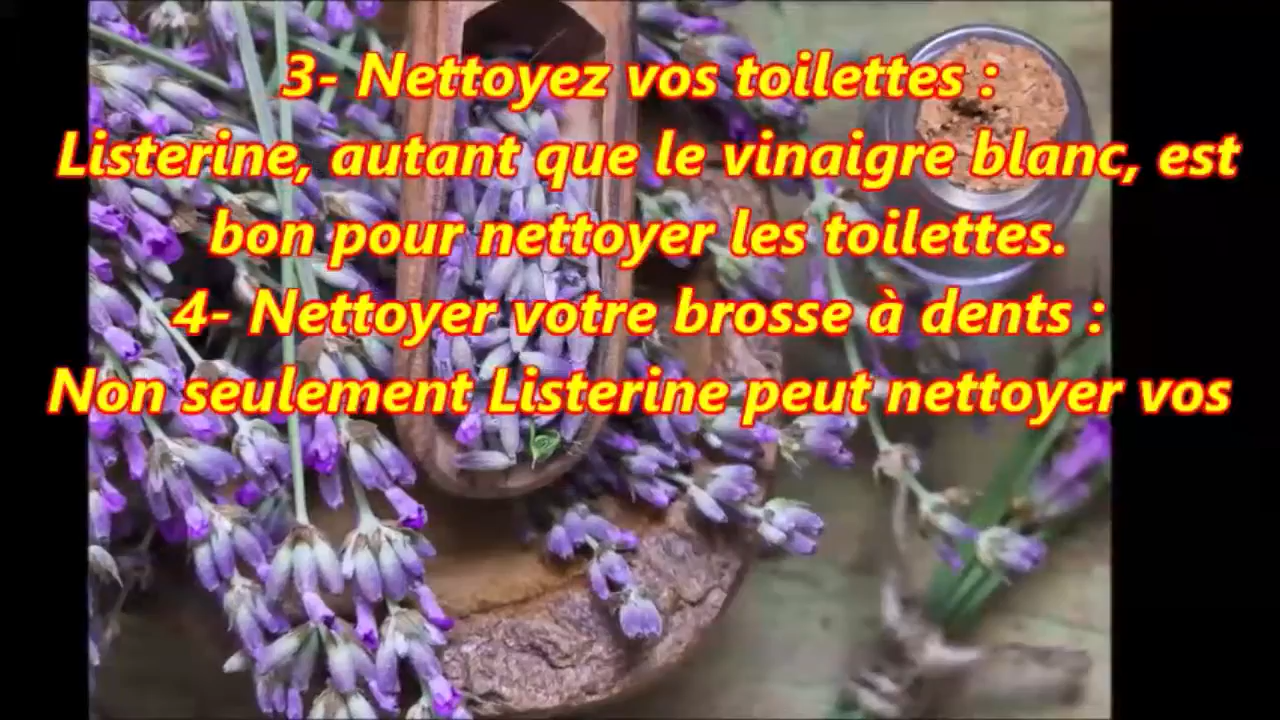 3- Nettoyez vos toilettes :
Listerine, autant que le vinaigre blanc, est
bon pour nettoyer les toilettes.
4- Nettoyer votre brosse à dents :
Non seulement Listerine peut nettoyer vos